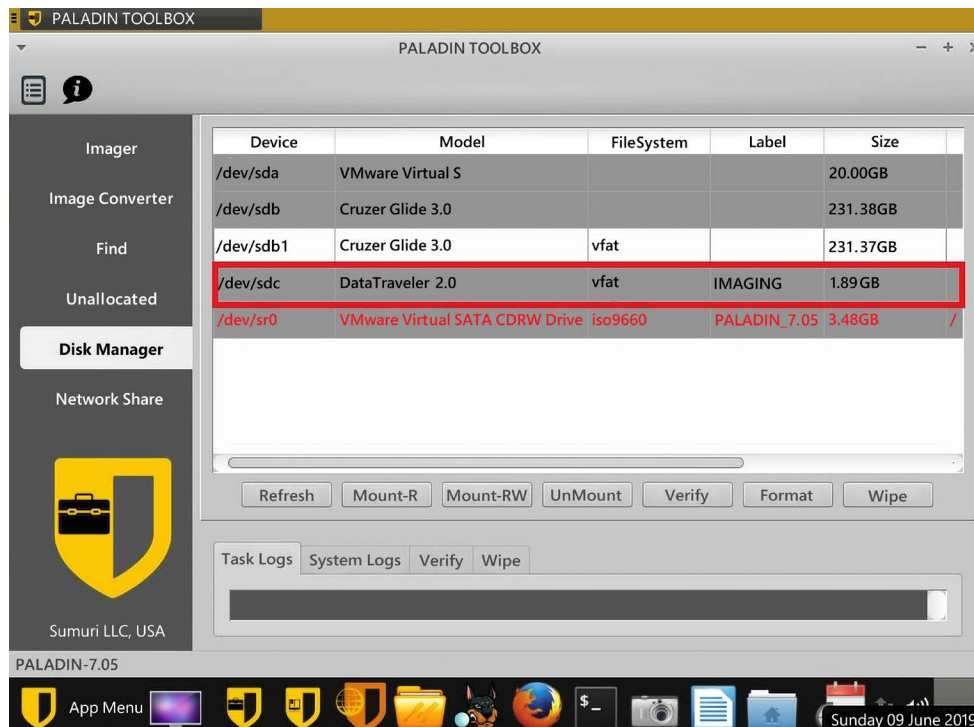 PALADIN TOOLBOX
PALADIN TOOLBOX
Imager
Image Converter
Find
Unallocated
Disk Manager
Network Share
Sumuri LLC, USA
Device Model FileSystem Label Size
/dev/sda VMware Virtual S 20.00GB
/dev/sdb Cruzer Glide 3.0 231.38GB
/dev/sdb1 Cruzer Glide 3.0 vfat 231.37GB
/dev/sdc DataTraveler 2.0 vfat IMAGING 1.89GB
/dev/sr0 VMware Virtual SATA CDRW Drive iso9660 PALADIN_7.05 3.48GB /
Refresh Mount-R Mount-RW UnMount Verify Format Wipe
Task Logs System Logs Verify Wipe
PALADIN-7.05
App Menu $_
Sunday 09 June 2019